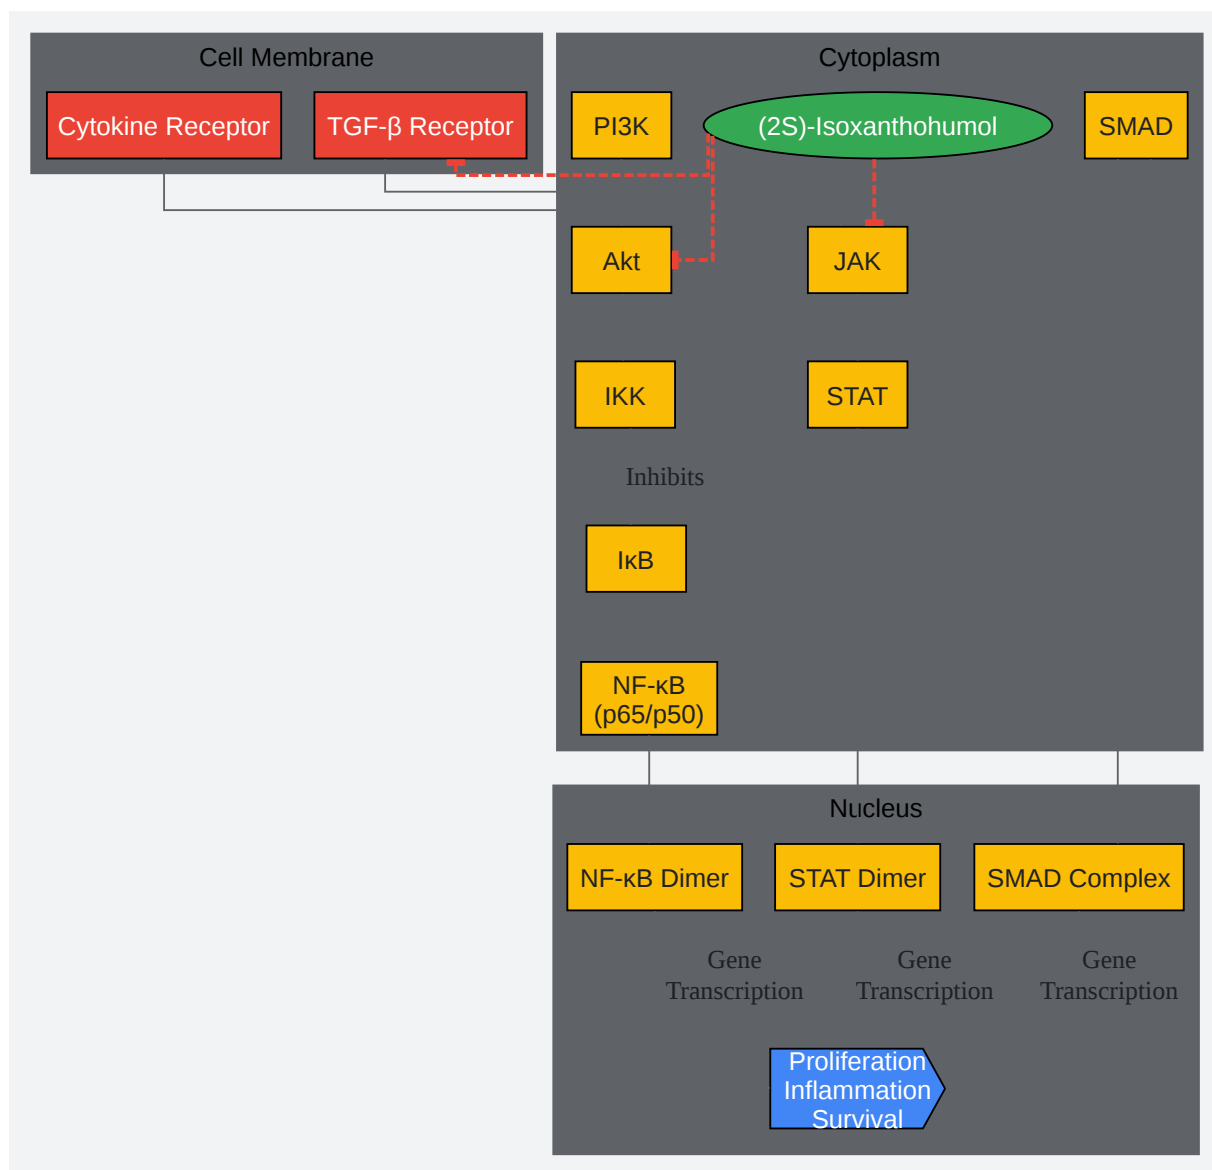 Cell Membrane
Cytokine Receptor
TGF-β Receptor
Cytoplasm
PI3K
(2S)-Isoxanthohumol
SMAD
Akt
JAK
IKK
STAT
Inhibits
IκB
NF-κB
(p65/p50)
Nucleus
NF-κB Dimer
STAT Dimer
SMAD Complex
Gene
Transcription
Gene
Transcription
Gene
Transcription
Proliferation
Inflammation
Survival